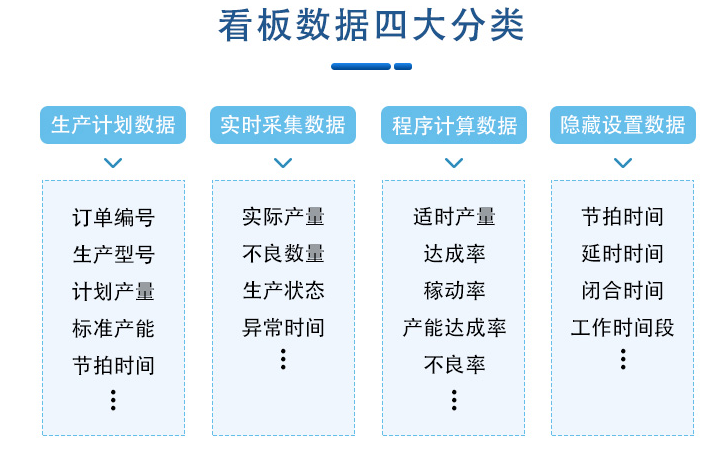 看板数据四大分类
生产计划数据
订单编号
生产型号
计划产量
标准产能
节拍时间
实时采集数据
实际产量
不良数量
生产状态
异常时间
程序计算数据
适时产量
达成率
稼动率
产能达成率
不良率
隐藏设置数据
节拍时间
延时时间
闭合时间
工作时间段